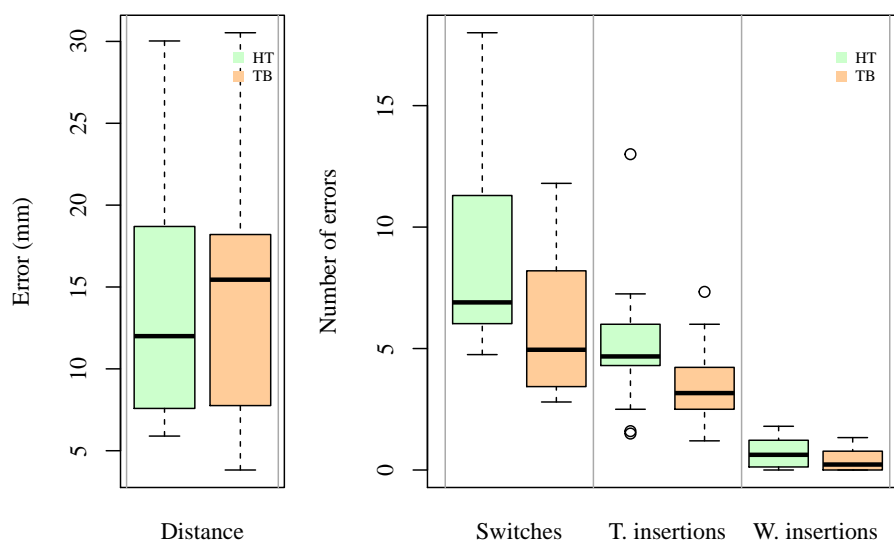 Error (mm)
30
25
20
15
10
5
HT
TB
Distance
Number of errors
15
10
5
0
HT
TB
Switches
T. insertions
W. insertions